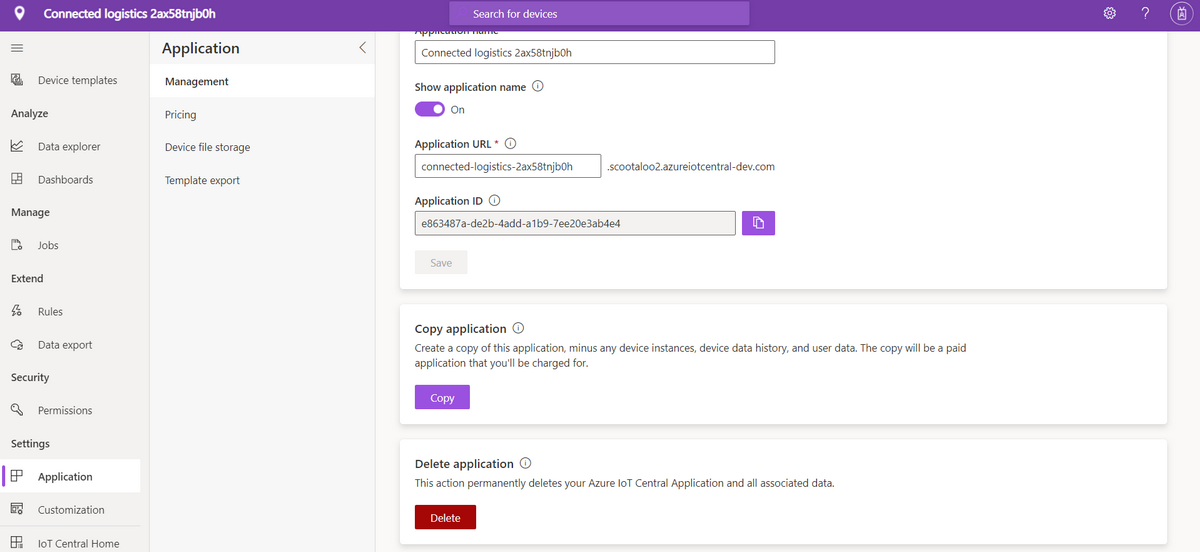 Connected logistics 2ax58tnjb0h
Search for devices
?
Device templates
Analyze
Data explorer
Dashboards
Manage
Jobs
Extend
Rules
Data export
Security
Permissions
Settings
Application
Customization
IoT Central Home
Application
Management
Pricing
Device file storage
Template export
Application name
Connected logistics 2ax58tnjb0h
Show application name
On
Application URL *
connected-logistics-2ax58tnjb0h .scootaloo2.azureiotcentral-dev.com
Application ID
e863487a-de2b-4add-a1b9-7ee20e3ab4e4
Save
Copy application
Create a copy of this application, minus any device instances, device data history, and user data. The copy will be a paid
application that you'll be charged for.
Copy
Delete application
This action permanently deletes your Azure IoT Central Application and all associated data.
Delete